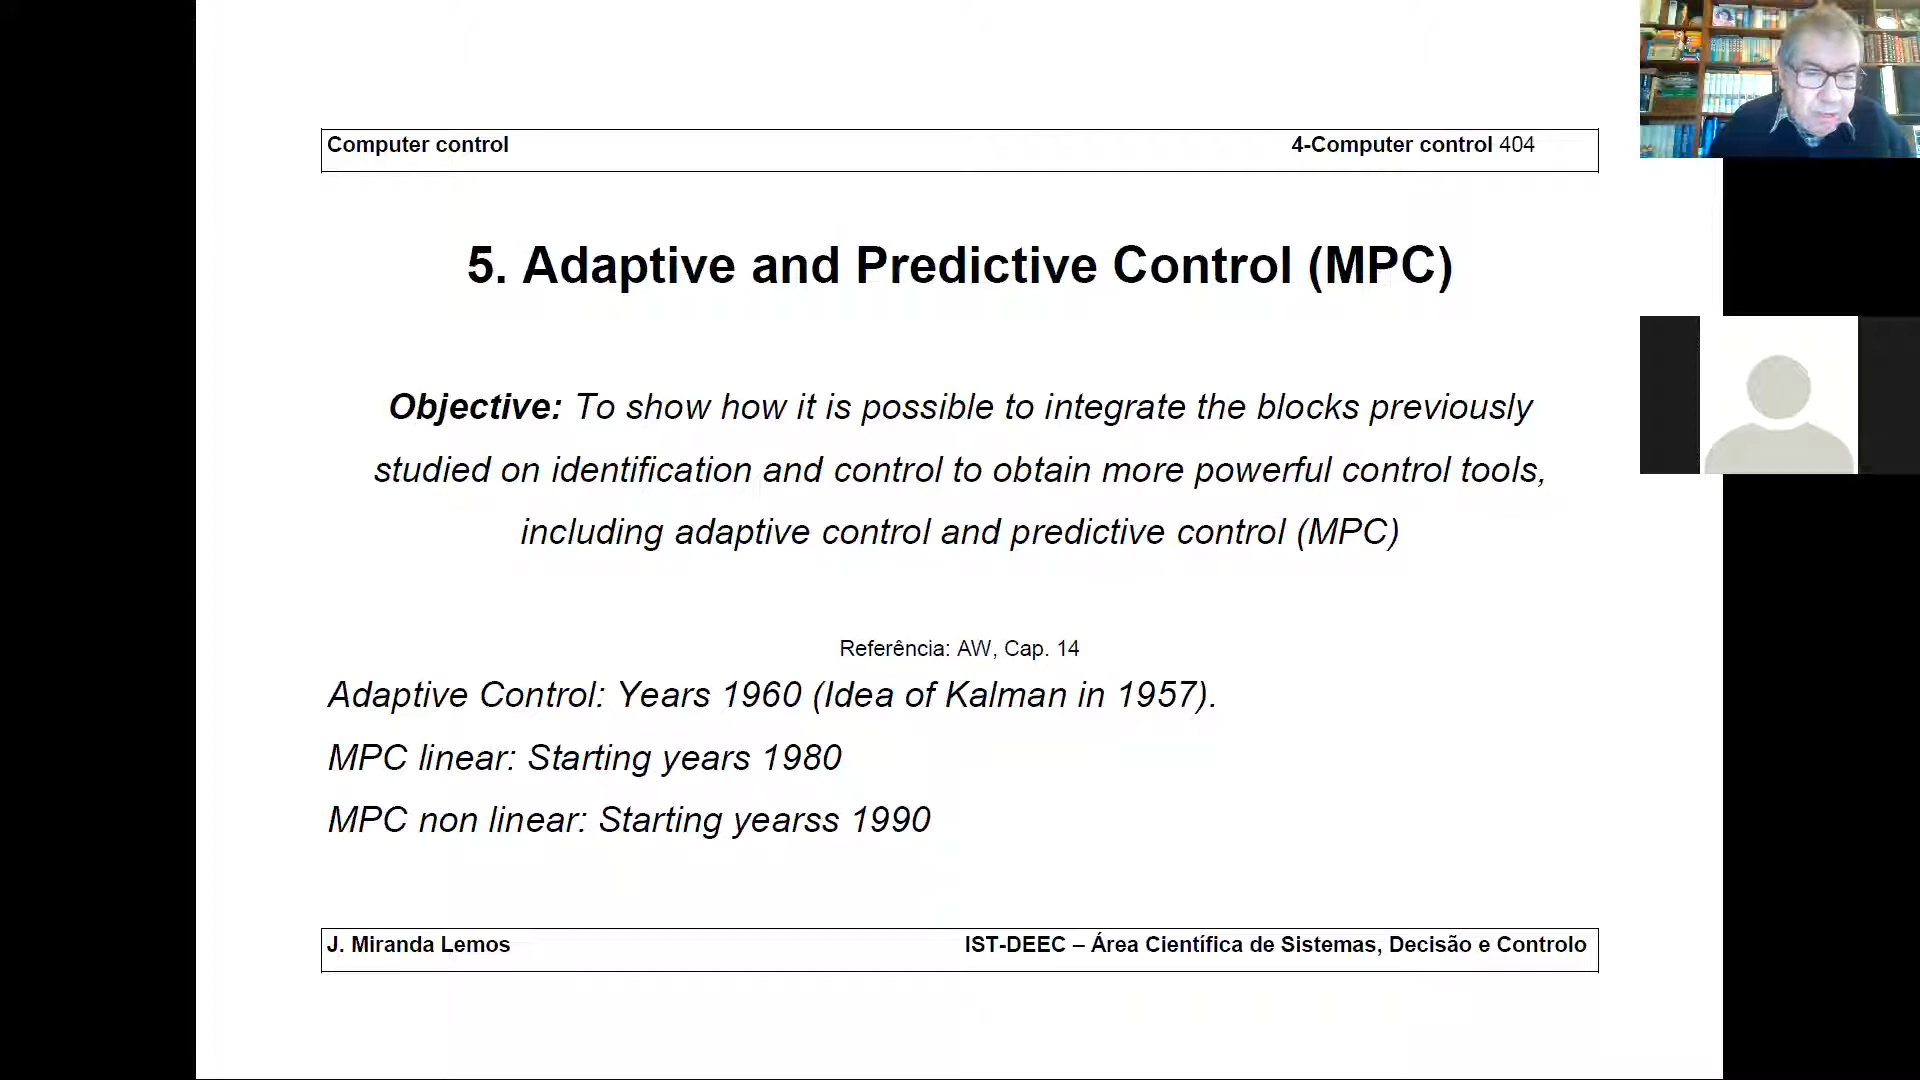 Computer control 4-Computer control 404
5. Adaptive and Predictive Control (MPC)
Objective: To show how it is possible to integrate the blocks previously
studied on identification and control to obtain more powerful control tools,
including adaptive control and predictive control (MPC)
Referência: AW, Cap. 14
Adaptive Control: Years 1960 (Idea of Kalman in 1957).
MPC linear: Starting years 1980
MPC non linear: Starting yearss 1990
J. Miranda Lemos IST-DEEC – Área Científica de Sistemas, Decisão e Controlo